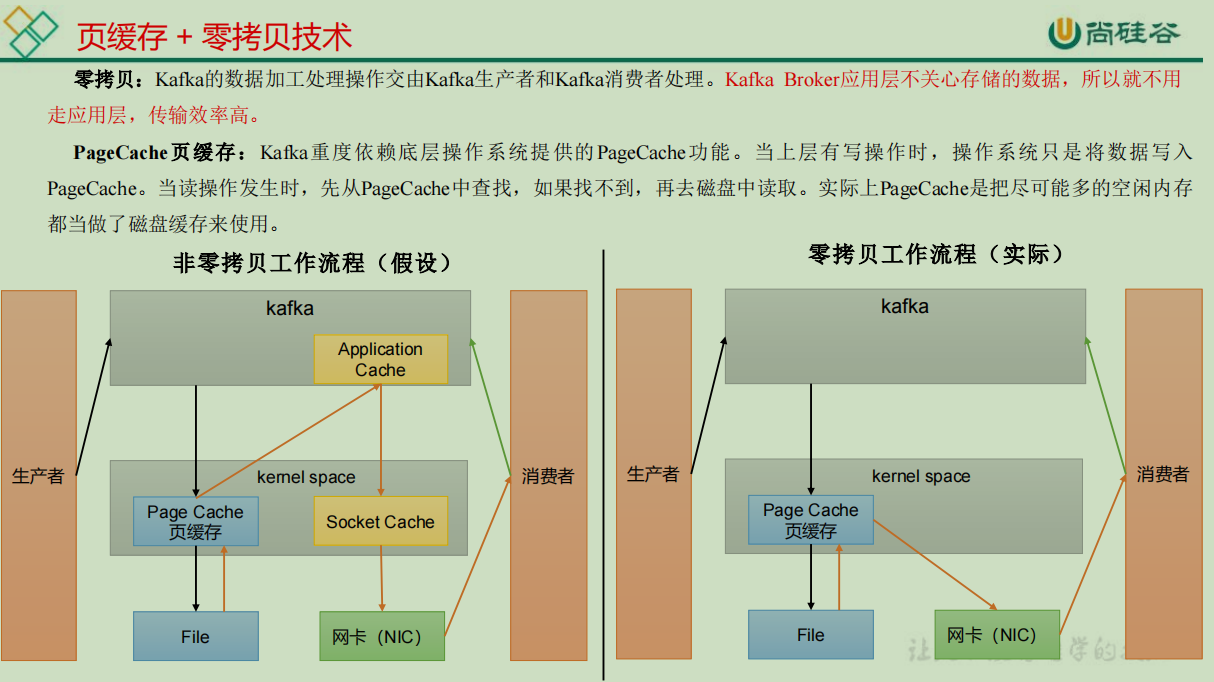 页缓存 + 零拷贝技术
尚硅谷
零拷贝：Kafka的数据加工处理操作交由Kafka生产者和Kafka消费者处理。Kafka Broker应用层不关心存储的数据，所以就不用
走应用层，传输效率高。
PageCache页缓存：Kafka重度依赖底层操作系统提供的PageCache功能。当上层有写操作时，操作系统只是将数据写入
PageCache。当读操作发生时，先从PageCache中查找，如果找不到，再去磁盘中读取。实际上PageCache是把尽可能多的空闲内存
都当做了磁盘缓存来使用。
非零拷贝工作流程（假设）
kafka
Application
Cache
生产者
kernel space
Page Cache
页缓存
Socket Cache
消费者
File
网卡（NIC）
零拷贝工作流程（实际）
kafka
生产者
kernel space
Page Cache
页缓存
消费者
File
网卡（NIC）
让
学的